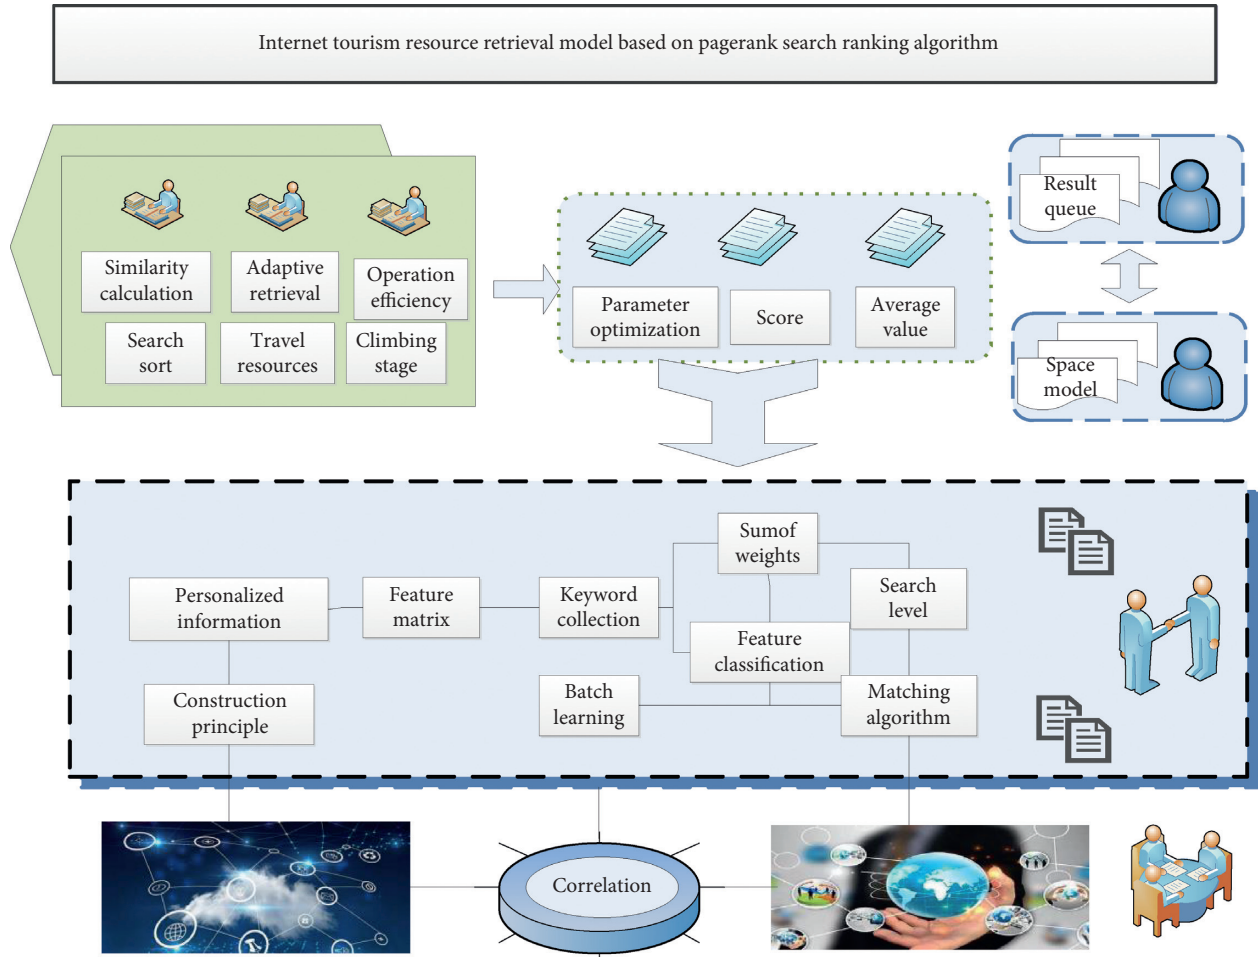 Internet tourism resource retrieval model based on pagerank search ranking algorithm
Similarity
calculation
Adaptive
retrieval
Operation
efficiency
Search
sort
Travel
resources
Climbing
stage
Parameter
optimization
Score
Average
value
Result
queue
Space
model
Sumof
weights
Personalized
information
Feature
matrix
Keyword
collection
Search
level
Feature
classification
Construction
principle
Batch
learning
Matching
algorithm
Correlation